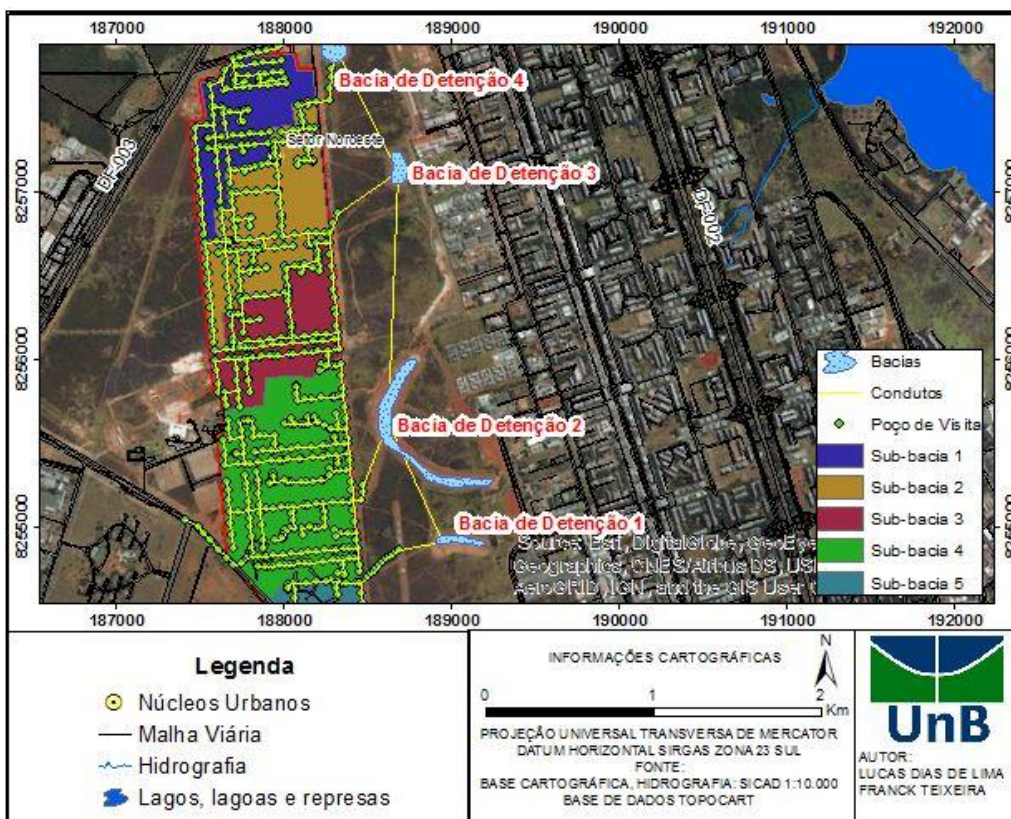 187000 188000 189000 190000 191000 192000
Bacia de Detenção 4
Setor Noroeste
DF-003
Bacia de Detenção 3
DF-002
8257000 8257000
8256000 8256000
Bacia de Detenção 2
Bacia de Detenção 1
8255000 8255000
Bacias
Condutos
Poço de Visita
Sub-bacia 1
Sub-bacia 2
Sub-bacia 3
Sub-bacia 4
Sub-bacia 5
Source: Esri, DigitalGlobe, GeoEye
Geographics, CNES/Airbus DS, US
AeroGRID, IGN, and the GIS User
187000 188000 189000 190000 191000 192000
Legenda
Núcleos Urbanos
Malha Viária
Hidrografia
Lagos, lagoas e represas
INFORMAÇÕES CARTOGRÁFICAS
N
0 1 2
Km
PROJEÇÃO UNIVERSAL TRANSVERSA DE MERCATOR
DATUM HORIZONTAL SIRGAS ZONA 23 SUL
FONTE:
BASE CARTOGRÁFICA, HIDROGRAFIA: SICAD 1:10.000
BASE DE DADOS TOPOCART
UnB
AUTOR:
LUCAS DIAS DE LIMA
FRANCK TEIXEIRA